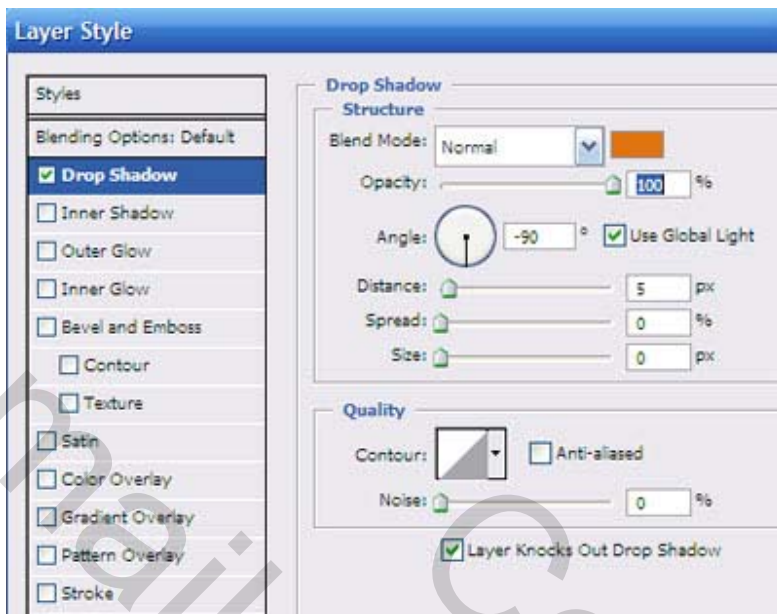 Layer Style
Styles
Blending Options: Default
Drop Shadow
Inner Shadow
Outer Glow
Inner Glow
Bevel and Emboss
Contour
Texture
Satin
Color Overlay
Gradient Overlay
Pattern Overlay
Stroke
Drop Shadow
Structure
Blend Mode: Normal
Opacity: 100 %
Angle: -90 ° Use Global Light
Distance: 5 px
Spread: 0 %
Size: 0 px
Quality
Contour: Anti-aliased
Noise: 0 %
Layer Knocks Out Drop Shadow